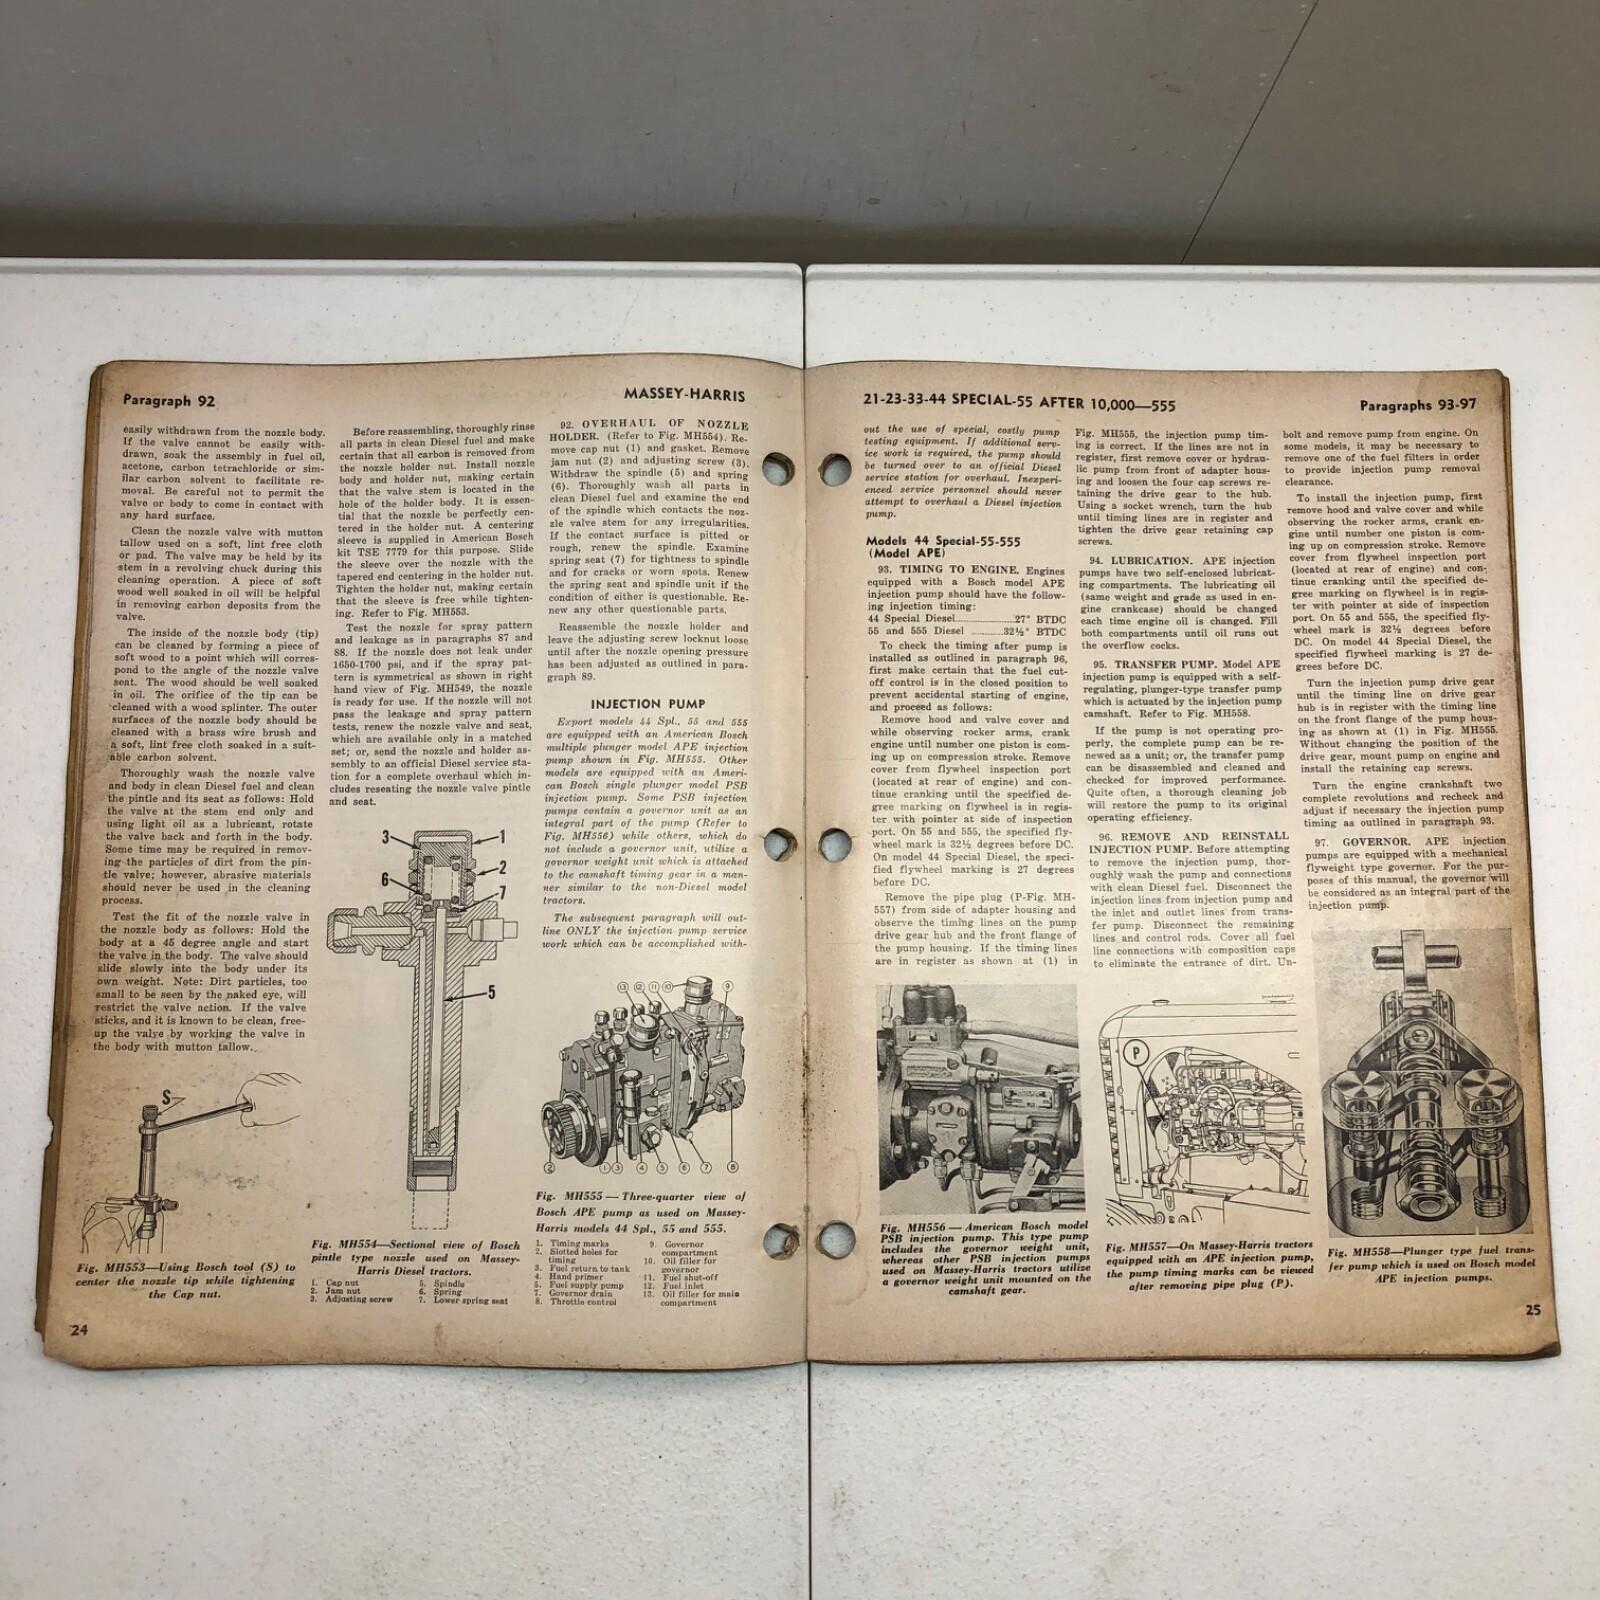 Paragraph 92
MASSEY-HARRIS
easily withdrawn from the nozzle body.
If the valve cannot be easily with-
drawn, soak the assembly in fuel oil,
acetone, carbon tetrachloride or sim-
ilar carbon solvent to facilitate re-
moval. Be careful not to permit the
valve or body to come in contact with
any hard surface.
Clean the nozzle valve with mutton
tallow used on a soft, lint free cloth
or pad. The valve may be held by its
stem in a revolving chuck during this
cleaning operation. A piece of soft
wood well soaked in oil will be helpful
in removing carbon deposits from the
valve.
The inside of the nozzle body (tip)
can be cleaned by forming a piece of
soft wood to a point which will corres-
pond to the angle of the nozzle valve
seat. The wood should be well soaked
in oil. The orifice of the tip can be
cleaned with a wood splinter. The outer
surfaces of the nozzle body should be
cleaned with a brass wire brush and
a soft, lint free cloth soaked in a suit-
able carbon solvent.
Thoroughly wash the nozzle valve
and body in clean Diesel fuel and clean
the pintle and its seat as follows: Hold
the valve at the stem end only and
using light oil as a lubricant, rotate
the valve back and forth in the body.
Some time may be required in remov-
ing the particles of dirt from the pin-
tle valve; however, abrasive materials
should never be used in the cleaning
process.
Test the fit of the nozzle valve in
the nozzle body as follows: Hold the
body at a 45 degree angle and start
the valve in the body. The valve should
slide slowly into the body under its
own weight. Note: Dirt particles, too
small to be seen by the naked eye, will
restrict the valve action. If the valve
sticks, and it is known to be clean, free-
up the valve by working the valve in
the body with mutton tallow.
S
Fig. MH553—Using Bosch tool (S) to
center the nozzle tip while tightening
the Cap nut.
24
Before reassembling, thoroughly rinse
all parts in clean Diesel fuel and make
certain that all carbon is removed from
the nozzle holder nut. Install nozzle
body and holder nut, making certain
that the valve stem is located in the
hole of the holder body. It is essen-
tial that the nozzle be perfectly cen-
tered in the holder nut. A centering
sleeve is supplied in American Bosch
kit TSE 7779 for this purpose. Slide
the sleeve over the nozzle with the
tapered end centering in the holder nut.
Tighten the holder nut, making certain
that the sleeve is free while tighten-
ing. Refer to Fig. MH553.
Test the nozzle for spray pattern
and leakage as in paragraphs 87 and
88. If the nozzle does not leak under
1650-1700 psi, and if the spray pat-
tern is symmetrical as shown in right
hand view of Fig. MH549, the nozzle
is ready for use. If the nozzle will not
pass the leakage and spray pattern
tests, renew the nozzle valve and seat,
which are available only in a matched
set; or, send the nozzle and holder as-
sembly to an official Diesel service sta-
tion for a complete overhaul which in-
cludes reseating the nozzle valve pintle
and seat.
3
1
2
6
7
5
Fig. MH554—Sectional view of Bosch
pintle type nozzle used on Massey-
Harris Diesel tractors.
1. Cap nut
2. Jam nut
3. Adjusting screw
5. Spindle
6. Spring
7. Lower spring seat
92. OVERHAUL OF NOZZLE
HOLDER. (Refer to Fig. MH554). Re-
move cap nut (1) and gasket. Remove
jam nut (2) and adjusting screw (3).
Withdraw the spindle (5) and spring
(6). Thoroughly wash all parts in
clean Diesel fuel and examine the end
of the spindle which contacts the noz-
zle valve stem for any irregularities.
If the contact surface is pitted or
rough, renew the spindle. Examine
spring seat (7) for tightness to spindle
and for cracks or worn spots. Renew
the spring seat and spindle unit if the
condition of either is questionable. Re-
new any other questionable parts.
Reassemble the nozzle holder and
leave the adjusting screw locknut loose
until after the nozzle opening pressure
has been adjusted as outlined in para-
graph 89.
INJECTION PUMP
Export models 44 Spl., 55 and 555
are equipped with an American Bosch
multiple plunger model APE injection
pump shown in Fig. MH555. Other
models are equipped with an Ameri-
can Bosch single plunger model PSB
injection pump. Some PSB injection
pumps contain a governor unit as an
integral part of the pump (Refer to
Fig. MH556) while others, which do
not include a governor unit, utilize a
governor weight unit which is attached
to the camshaft timing gear in a man-
ner similar to the non-Diesel model
tractors.
The subsequent paragraph will out-
line ONLY the injection pump service
work which can be accomplished with-
13 12 11 10 9
2 1 3 4 5 6 7 8
Fig. MH555 — Three-quarter view of
Bosch APE pump as used on Massey-
Harris models 44 Spl., 55 and 555.
1. Timing marks
2. Slotted holes for
timing
3. Fuel return to tank
4. Hand primer
5. Fuel supply pump
7. Governor drain
8. Throttle control
9. Governor
compartment
10. Oil filler for
governor
11. Fuel shut-off
12. Fuel inlet
13. Oil filler for main
compartment
21-23-33-44 SPECIAL-55 AFTER 10,000—555
Paragraphs 93-97
out the use of special, costly pump
testing equipment. If additional serv-
ice work is required, the pump should
be turned over to an official Diesel
service station for overhaul. Inexperi-
enced service personnel should never
attempt to overhaul a Diesel injection
pump.
Models 44 Special-55-555
(Model APE)
93. TIMING TO ENGINE. Engines
equipped with a Bosch model APE
injection pump should have the follow-
ing injection timing:
44 Special Diesel..................27° BTDC
55 and 555 Diesel ..........32½° BTDC
To check the timing after pump is
installed as outlined in paragraph 96,
first make certain that the fuel cut-
off control is in the closed position to
prevent accidental starting of engine,
and proceed as follows:
Remove hood and valve cover and
while observing rocker arms, crank
engine until number one piston is com-
ing up on compression stroke. Remove
cover from flywheel inspection port
(located at rear of engine) and con-
tinue cranking until the specified de-
gree marking on flywheel is in regis-
ter with pointer at side of inspection
port. On 55 and 555, the specified fly-
wheel mark is 32½ degrees before DC.
On model 44 Special Diesel, the speci-
fied flywheel marking is 27 degrees
before DC.
Remove the pipe plug (P-Fig. MH-
557) from side of adapter housing and
observe the timing lines on the pump
drive gear hub and the front flange of
the pump housing. If the timing lines
are in register as shown at (1) in
Fig. MH556 — American Bosch model
PSB injection pump. This type pump
includes the governor weight unit,
whereas other PSB injection pumps
used on Massey-Harris tractors utilize
a governor weight unit mounted on the
camshaft gear.
Fig. MH555, the injection pump tim-
ing is correct. If the lines are not in
register, first remove cover or hydrau-
lic pump from front of adapter hous-
ing and loosen the four cap screws re-
taining the drive gear to the hub.
Using a socket wrench, turn the hub
until timing lines are in register and
tighten the drive gear retaining cap
screws.
94. LUBRICATION. APE injection
pumps have two self-enclosed lubricat-
ing compartments. The lubricating oil
(same weight and grade as used in en-
gine crankcase) should be changed
each time engine oil is changed. Fill
both compartments until oil runs out
the overflow cocks.
95. TRANSFER PUMP. Model APE
injection pump is equipped with a self-
regulating, plunger-type transfer pump
which is actuated by the injection pump
camshaft. Refer to Fig. MH558.
If the pump is not operating pro-
perly, the complete pump can be re-
newed as a unit; or, the transfer pump
can be disassembled and cleaned and
checked for improved performance.
Quite often, a thorough cleaning job
will restore the pump to its original
operating efficiency.
96. REMOVE AND REINSTALL
INJECTION PUMP. Before attempting
to remove the injection pump, thor-
oughly wash the pump and connections
with clean Diesel fuel. Disconnect the
injection lines from injection pump and
the inlet and outlet lines from trans-
fer pump. Disconnect the remaining
lines and control rods. Cover all fuel
line connections with composition caps
to eliminate the entrance of dirt. Un-
P
Fig. MH557—On Massey-Harris tractors
equipped with an APE injection pump,
the pump timing marks can be viewed
after removing pipe plug (P).
bolt and remove pump from engine. On
some models, it may be necessary to
remove one of the fuel filters in order
to provide injection pump removal
clearance.
To install the injection pump, first
remove hood and valve cover and while
observing the rocker arms, crank en-
gine until number one piston is com-
ing up on compression stroke. Remove
cover from flywheel inspection port
(located at rear of engine) and con-
tinue cranking until the specified de-
gree marking on flywheel is in regis-
ter with pointer at side of inspection
port. On 55 and 555, the specified fly-
wheel mark is 32½ degrees before
DC. On model 44 Special Diesel, the
specified flywheel marking is 27 de-
grees before DC.
Turn the injection pump drive gear
until the timing line on drive gear
hub is in register with the timing line
on the front flange of the pump hous-
ing as shown at (1) in Fig. MH555.
Without changing the position of the
drive gear, mount pump on engine and
install the retaining cap screws.
Turn the engine crankshaft two
complete revolutions and recheck and
adjust if necessary the injection pump
timing as outlined in paragraph 93.
97. GOVERNOR. APE injection
pumps are equipped with a mechanical
flyweight type governor. For the pur-
poses of this manual, the governor will
be considered as an integral part of the
injection pump.
Fig. MH558—Plunger type fuel trans-
fer pump which is used on Bosch model
APE injection pumps.
25